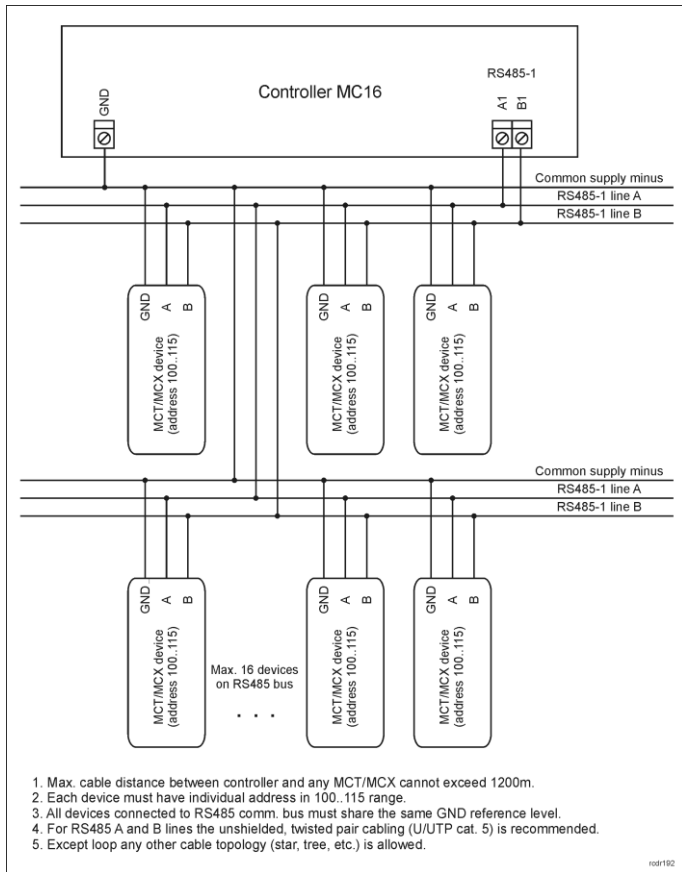 Controller MC16
RS485-1
GND
A1
B1
Common supply minus
RS485-1 line A
RS485-1 line B
GND
A
B
MCT/MCX device
(address 100..115)
GND
A
B
MCT/MCX device
(address 100..115)
GND
A
B
MCT/MCX device
(address 100..115)
Common supply minus
RS485-1 line A
RS485-1 line B
GND
A
B
MCT/MCX device
(address 100..115)
Max. 16 devices
on RS485 bus
. . .
GND
A
B
MCT/MCX device
(address 100..115)
GND
A
B
MCT/MCX device
(address 100..115)
1. Max. cable distance between controller and any MCT/MCX cannot exceed 1200m.
2. Each device must have individual address in 100..115 range.
3. All devices connected to RS485 comm. bus must share the same GND reference level.
4. For RS485 A and B lines the unshielded, twisted pair cabling (U/UTP cat. 5) is recommended.
5. Except loop any other cable topology (star, tree, etc.) is allowed.
rodr192